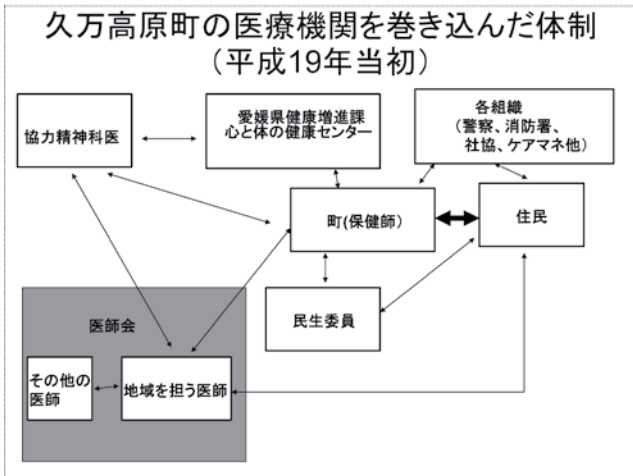 久万高原町の医療機関を巻き込んだ体制
（平成19年当初）
協力精神科医
愛媛県健康増進課
心と体の健康センター
各組織
（警察、消防署、
社協、ケアマネ他）
町(保健師）
住民
民生委員
医師会
その他の
医師
地域を担う医師